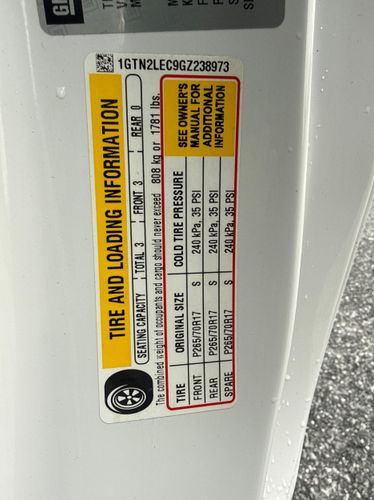 GM
1GTN2LEC9GZ238973
TIRE AND LOADING INFORMATION
SEATING CAPACITY TOTAL 3 FRONT 3 REAR 0
The combined weight of occupants and cargo should never exceed 808 kg or 1781 lbs.
TIRE ORIGINAL SIZE COLD TIRE PRESSURE
FRONT P265/70R17 S 240 kPa, 35 PSI
REAR P265/70R17 S 240 kPa, 35 PSI
SPARE P265/70R17 S 240 kPa, 35 PSI
SEE OWNER'S
MANUAL FOR
ADDITIONAL
INFORMATION